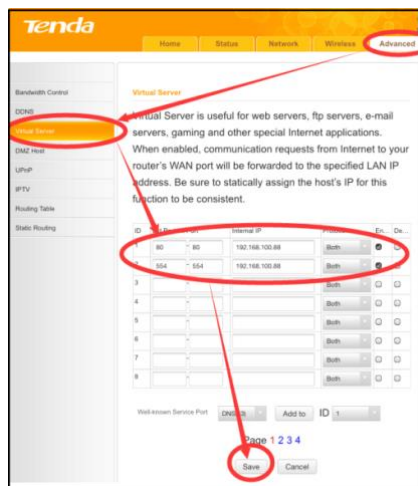 Tenda
Home Status Network Wireless Advanced
Bandwidth Control
DDNS
Virtual Server
DMZ Host
UPnP
IPTV
Routing Table
Static Routing
Virtual Server
Virtual Server is useful for web servers, ftp servers, e-mail
servers, gaming and other special Internet applications.
When enabled, communication requests from Internet to your
router's WAN port will be forwarded to the specified LAN IP
address. Be sure to statically assign the host's IP for this
function to be consistent.
ID Internal IP En... De...
80 - 80 192.168.100.88 Both
554 - 554 192.168.100.88 Both
3 - Both
4 - Both
5 - Both
6 - Both
7 - Both
8 - Both
Well-known Service Port Add to ID 1
Page 1 2 3 4
Save Cancel